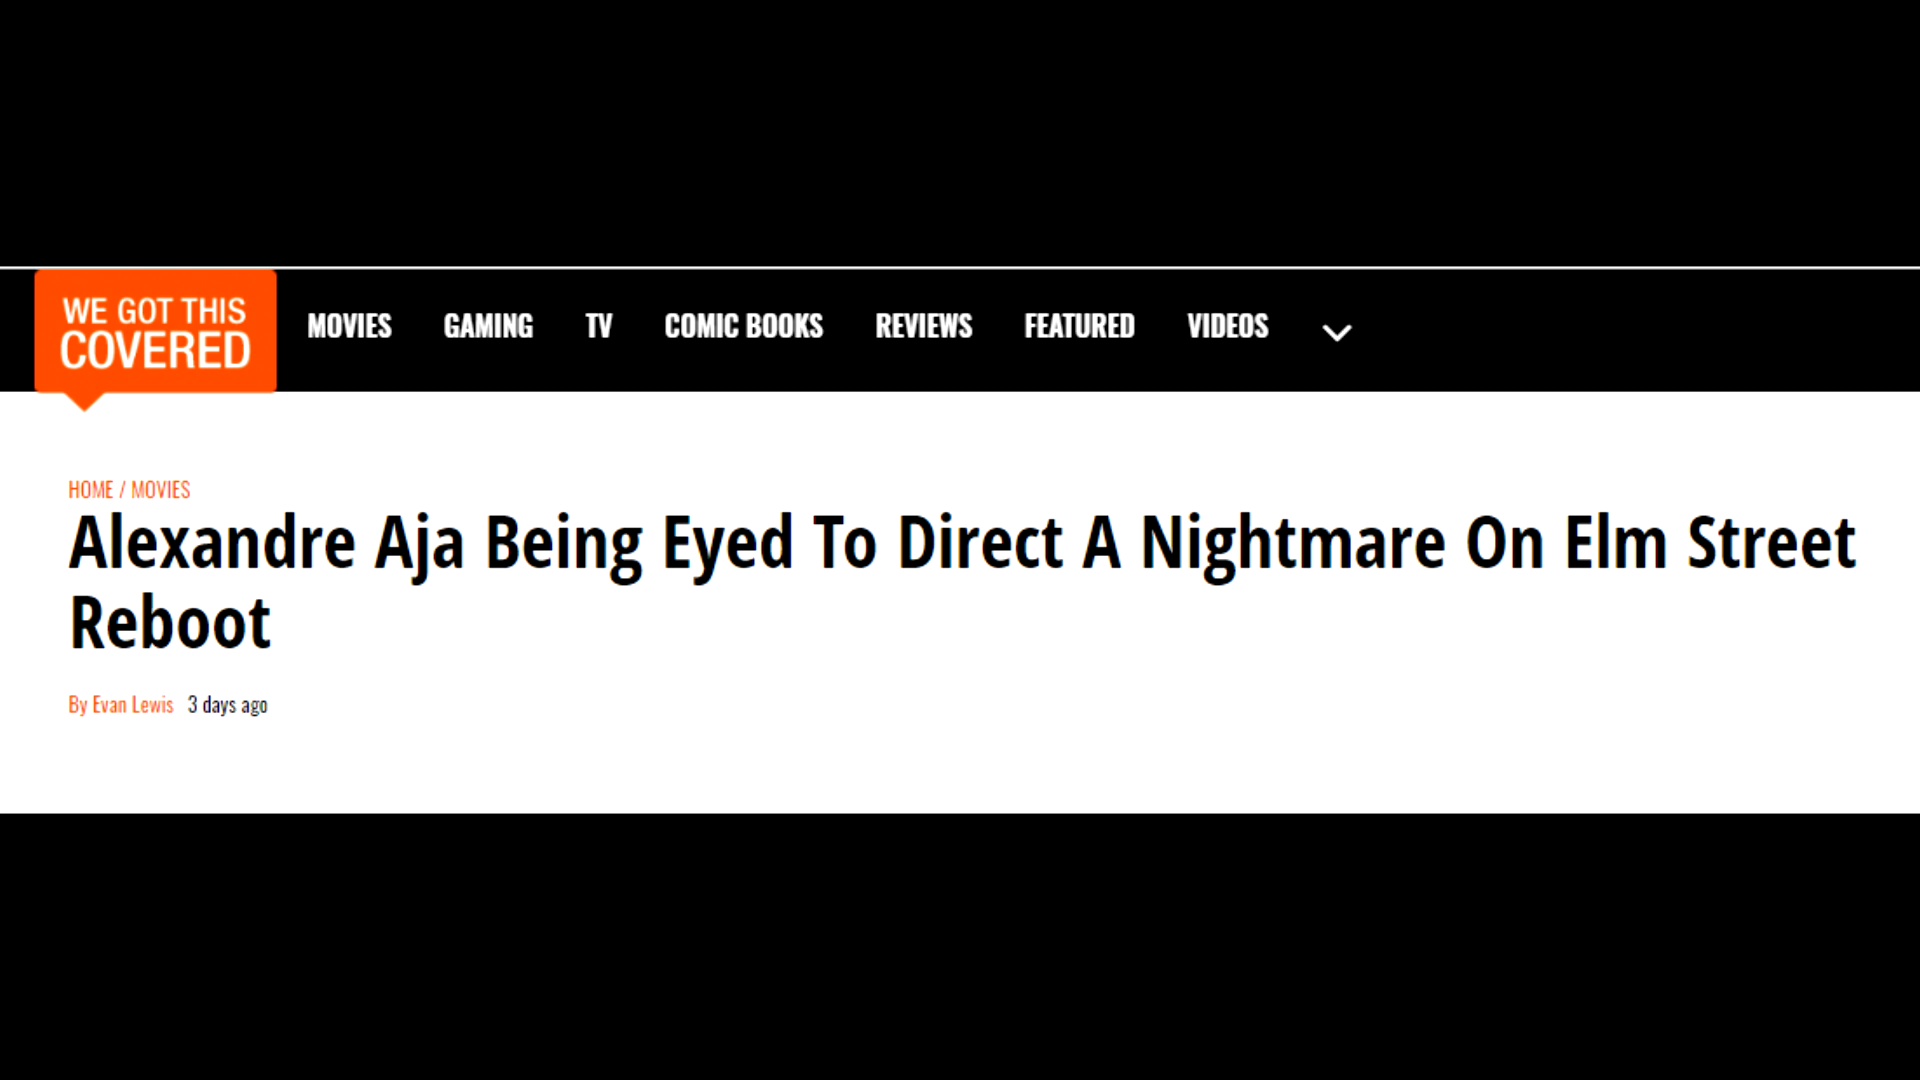 WE GOT THIS
COVERED
MOVIES GAMING TV COMIC BOOKS REVIEWS FEATURED VIDEOS
HOME / MOVIES
Alexandre Aja Being Eyed To Direct A Nightmare On Elm Street
Reboot
By Evan Lewis 3 days ago